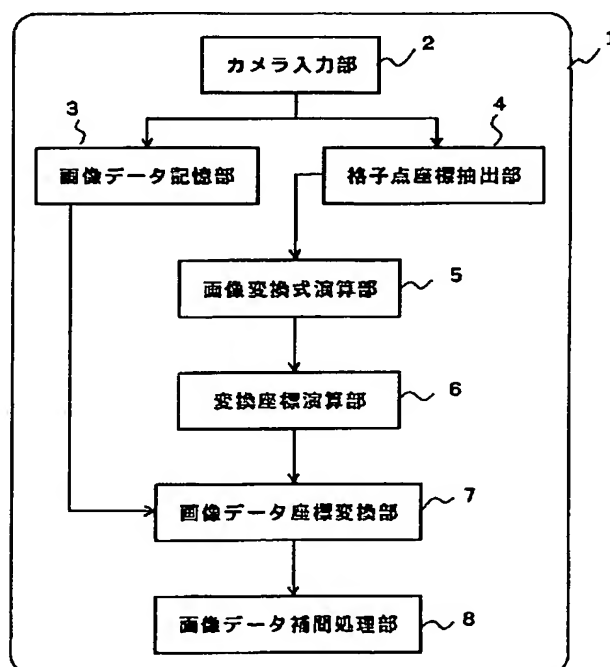 1
2
カメラ入力部
3
4
画像データ記憶部
格子点座標抽出部
5
画像変換式演算部
6
変換座標演算部
7
画像データ座標変換部
8
画像データ補間処理部